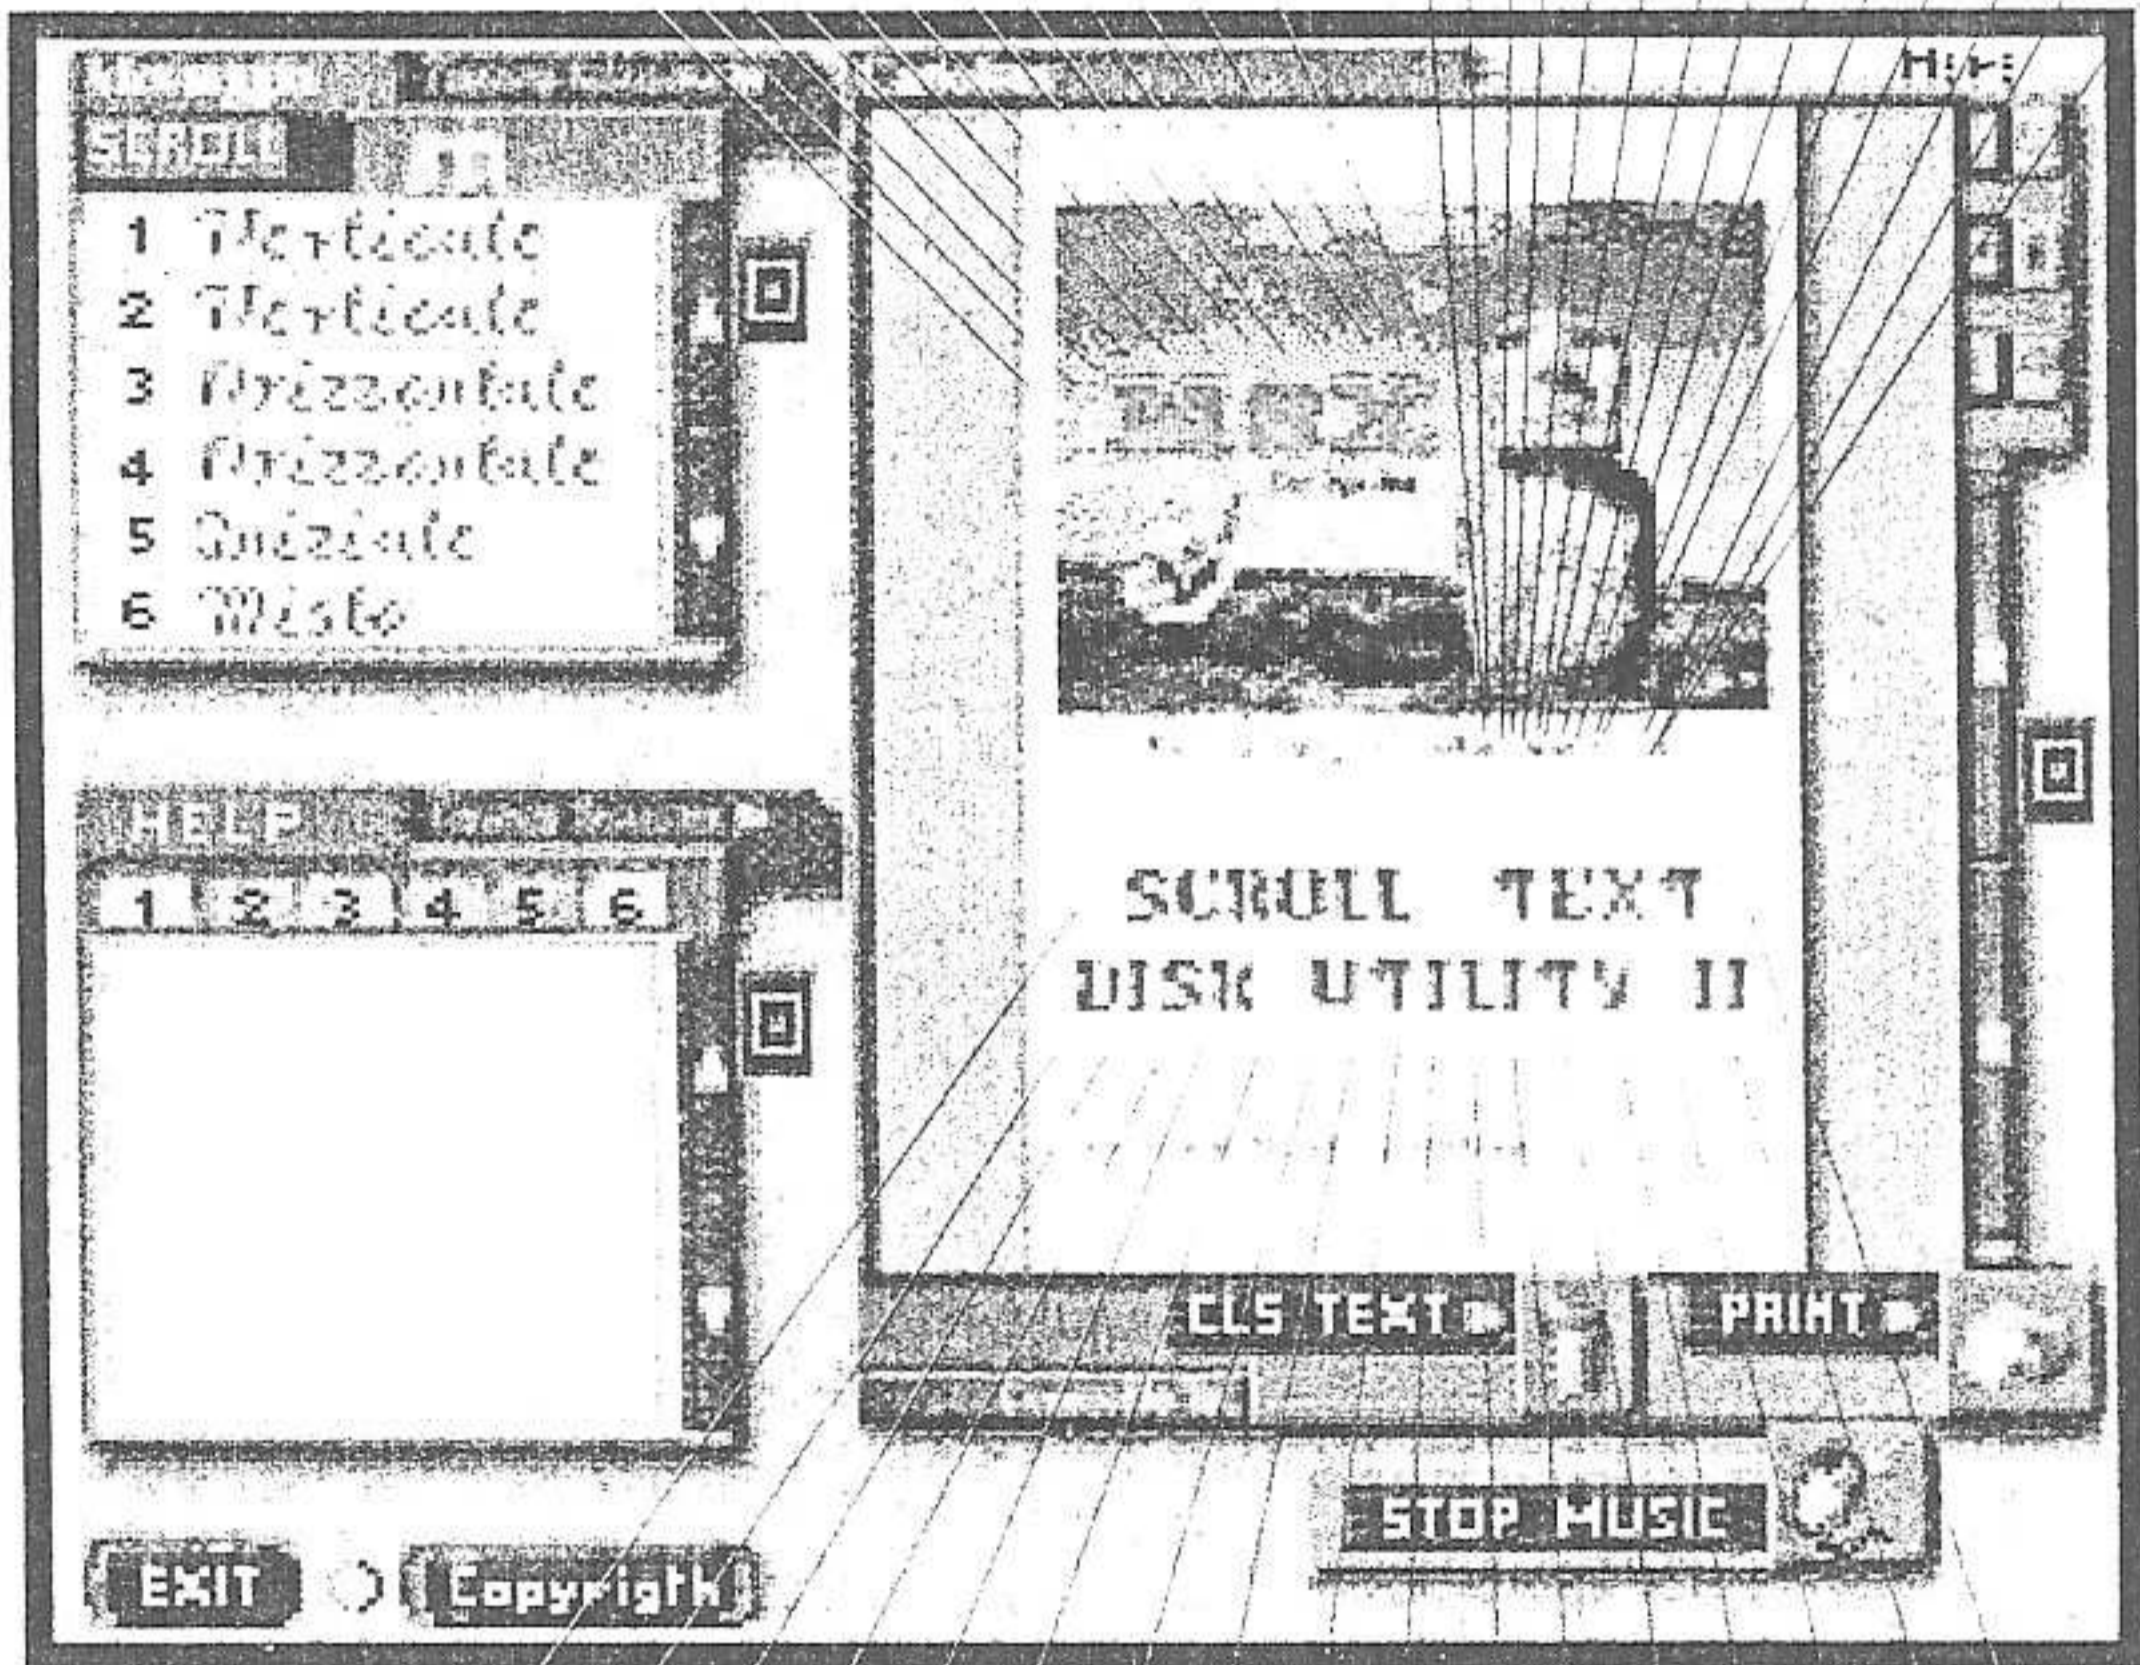 SCROLL
1 Verticale
2 Verticale
3 Orizzontale
4 Orizzontale
5 Iniziale
6 Misto
HELP
1 2 3 4 5 6
SCROLL TEXT
DISK UTILITY II
CLS TEXT
PRINT
STOP MUSIC
EXIT
Copyrigth